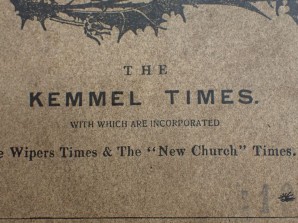 THE
KEMMEL TIMES.
WITH WHICH ARE INCORPORATED
Wipers Times & The "New Church" Times.